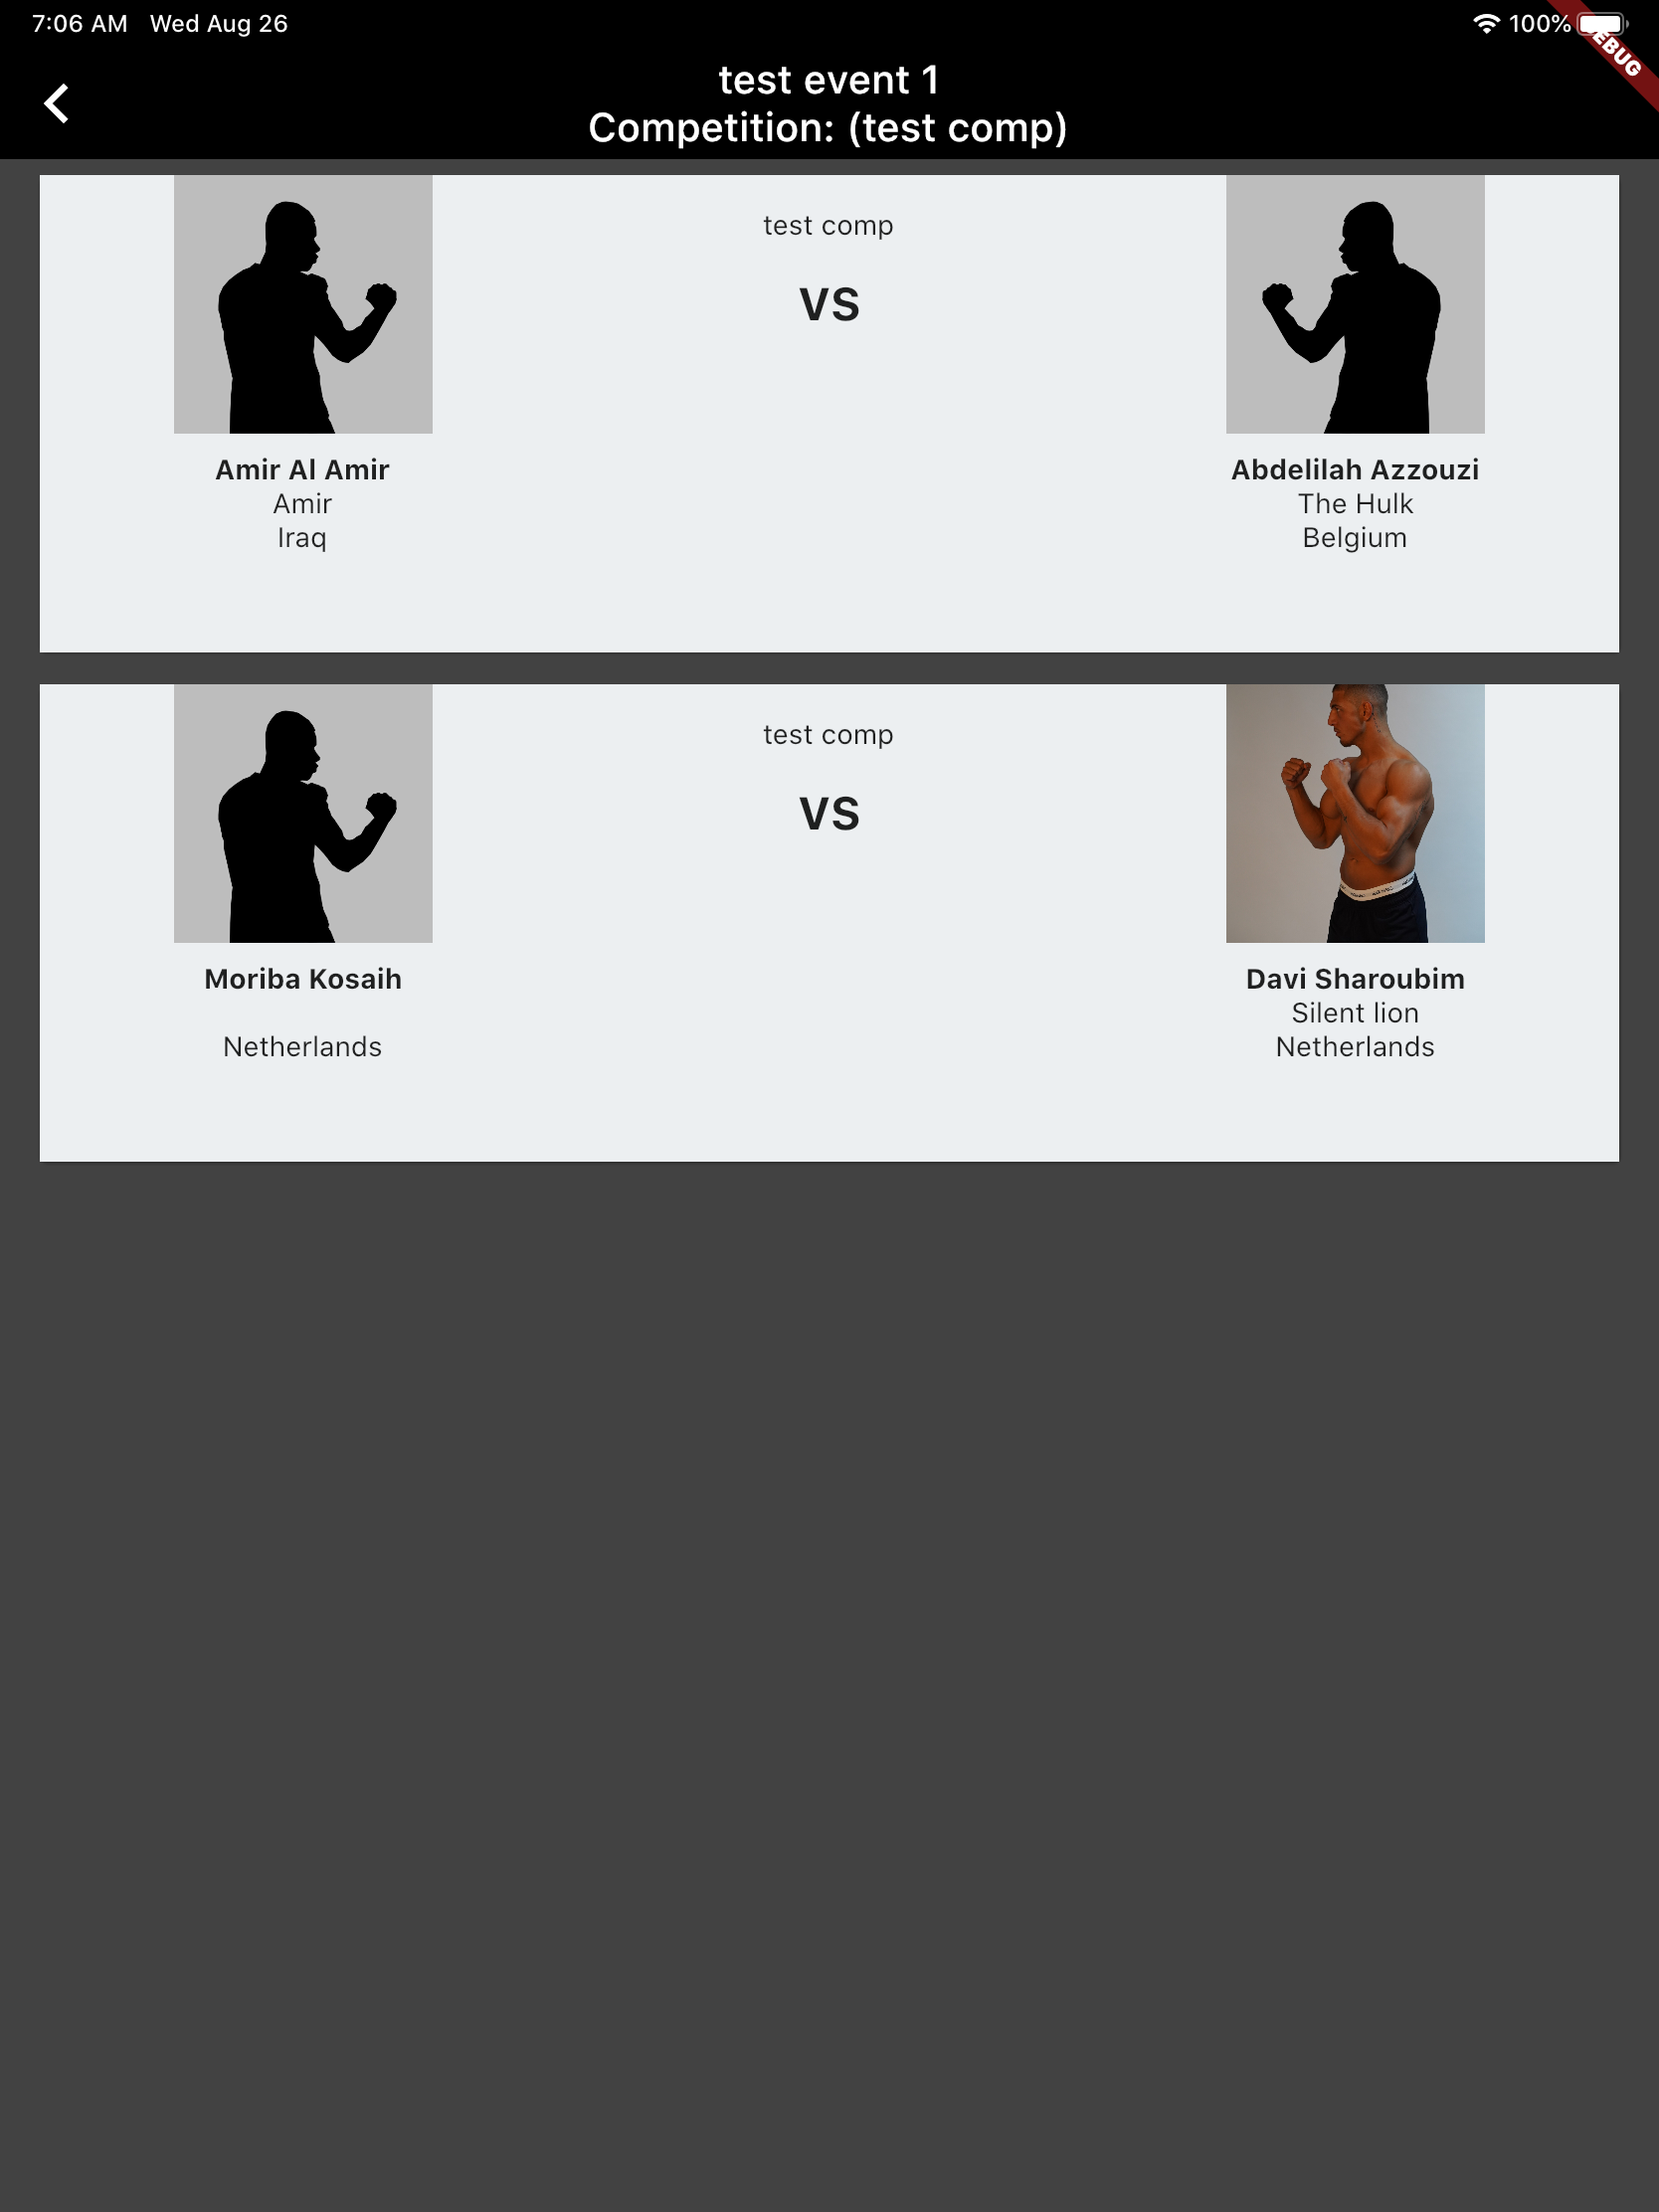 7:06 AM Wed Aug 26 100%
EBUG
test event 1
Competition: (test comp)
test comp
VS
Amir Al Amir
Amir
Iraq
Abdelilah Azzouzi
The Hulk
Belgium
test comp
VS
Moriba Kosaih
Netherlands
Davi Sharoubim
Silent lion
Netherlands